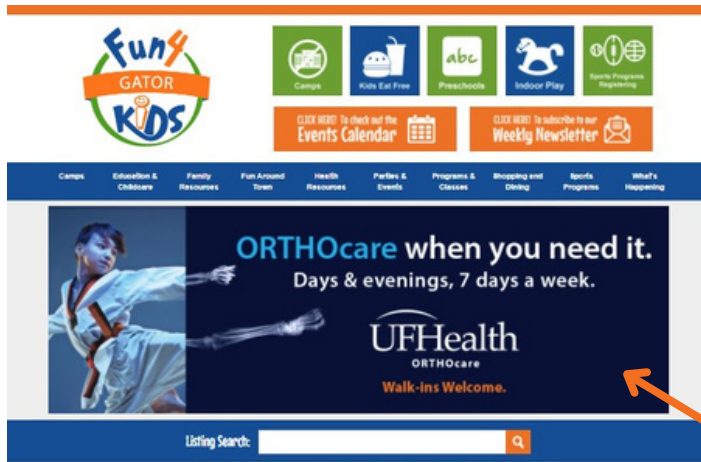 Fun4
GATOR
KiDS
Camps
Kids Eat Free
abc
Preschools
Indoor Play
Sports Programs
Registering
CLICK HERE! To check out the
Events Calendar
CLICK HERE! To subscribe to our
Weekly Newsletter
Camps
Education &
Childcare
Family
Resources
Fun Around
Town
Health
Resources
Parties &
Events
Programs &
Classes
Shopping and
Dining
Sports
Programs
What's
Happening
ORTHOcare when you need it.
Days & evenings, 7 days a week.
UFHealth
ORTHOcare
Walk-ins Welcome.
Listing Search: